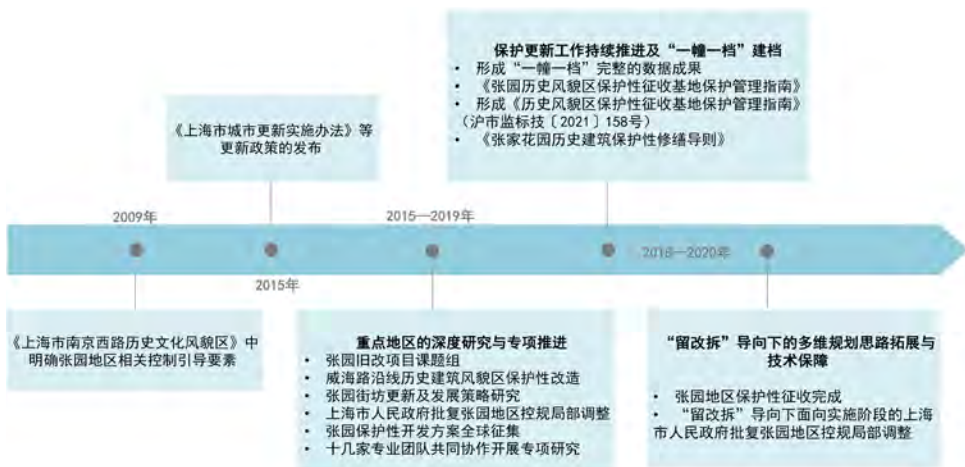 保护更新工作持续推进及“一幢一档”建档
• 形成“一幢一档”完整的数据成果
• 《张园历史风貌区保护性征收基地保护管理指南》
• 形成《历史风貌区保护性征收基地保护管理指南》
（沪市监标技〔2021〕158号）
• 《张家花园历史建筑保护性修缮导则》
《上海市城市更新实施办法》等
更新政策的发布
2009年
2015—2019年
2015年
2018—2020年
《上海市南京西路历史文化风貌区》中
明确张园地区相关控制引导要素
重点地区的深度研究与专项推进
• 张园旧改项目课题组
• 威海路沿线历史建筑风貌区保护性改造
• 张园街坊更新及发展策略研究
• 上海市人民政府批复张园地区控规局部调整
• 张园保护性开发方案全球征集
• 十几家专业团队共同协作开展专项研究
“留改拆”导向下的多维规划思路拓展与
技术保障
• 张园地区保护性征收完成
• “留改拆”导向下面向实施阶段的上海
市人民政府批复张园地区控规局部调整